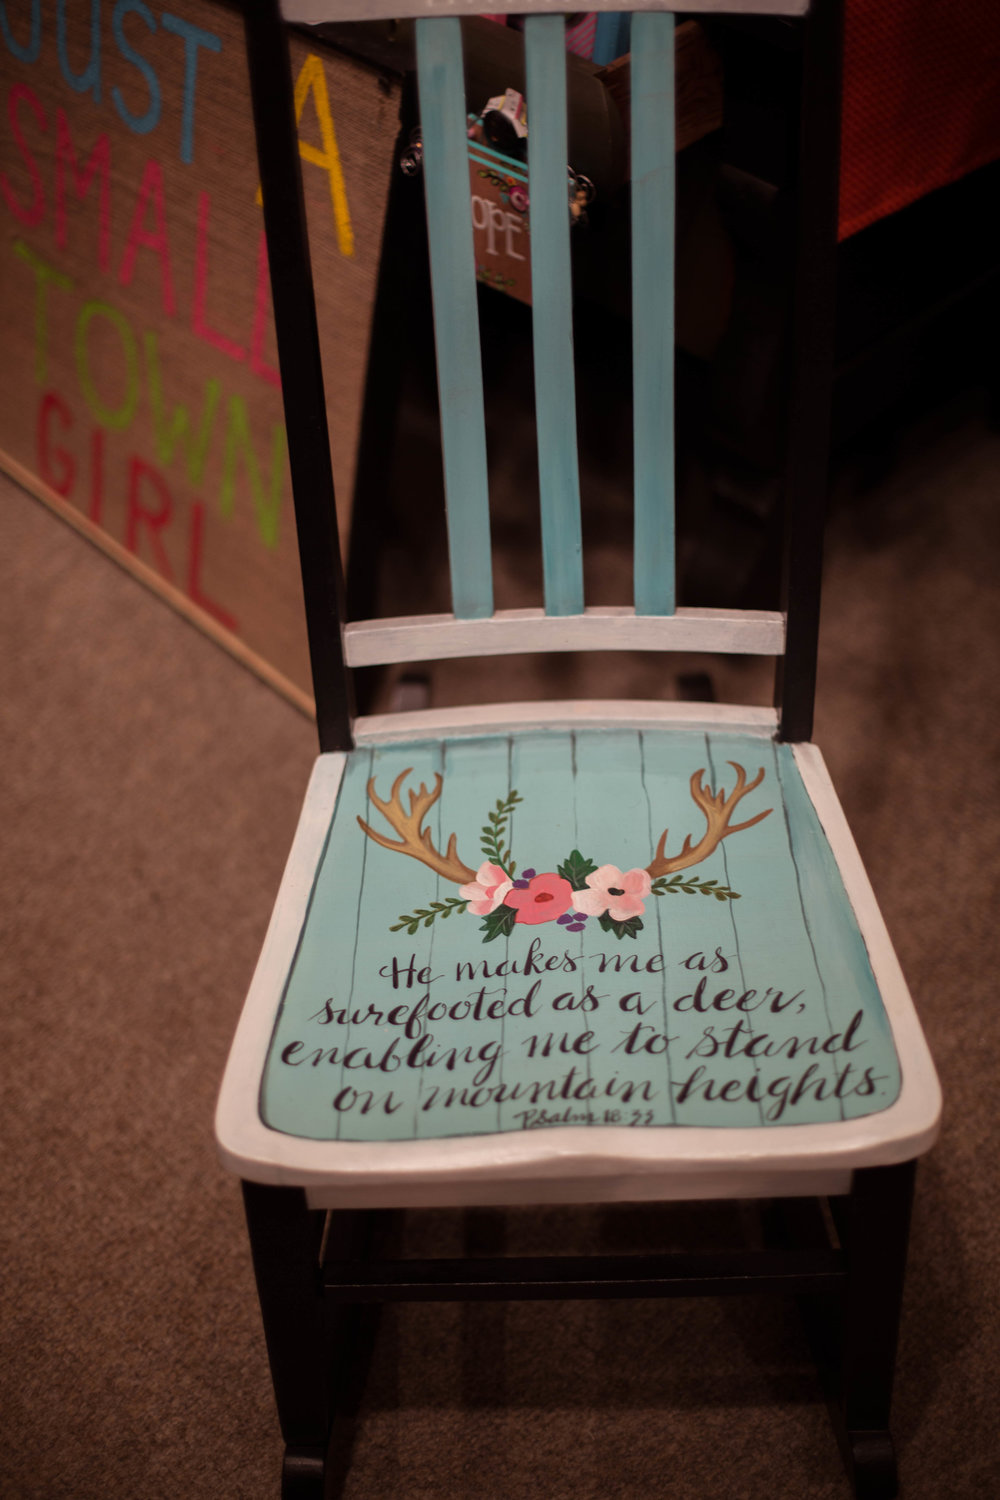 JUST
A
SMALL
TOWN
GIRL
OPE
He makes me as
surefooted as a deer,
enabling me to stand
on mountain heights.
Psalm 18:33